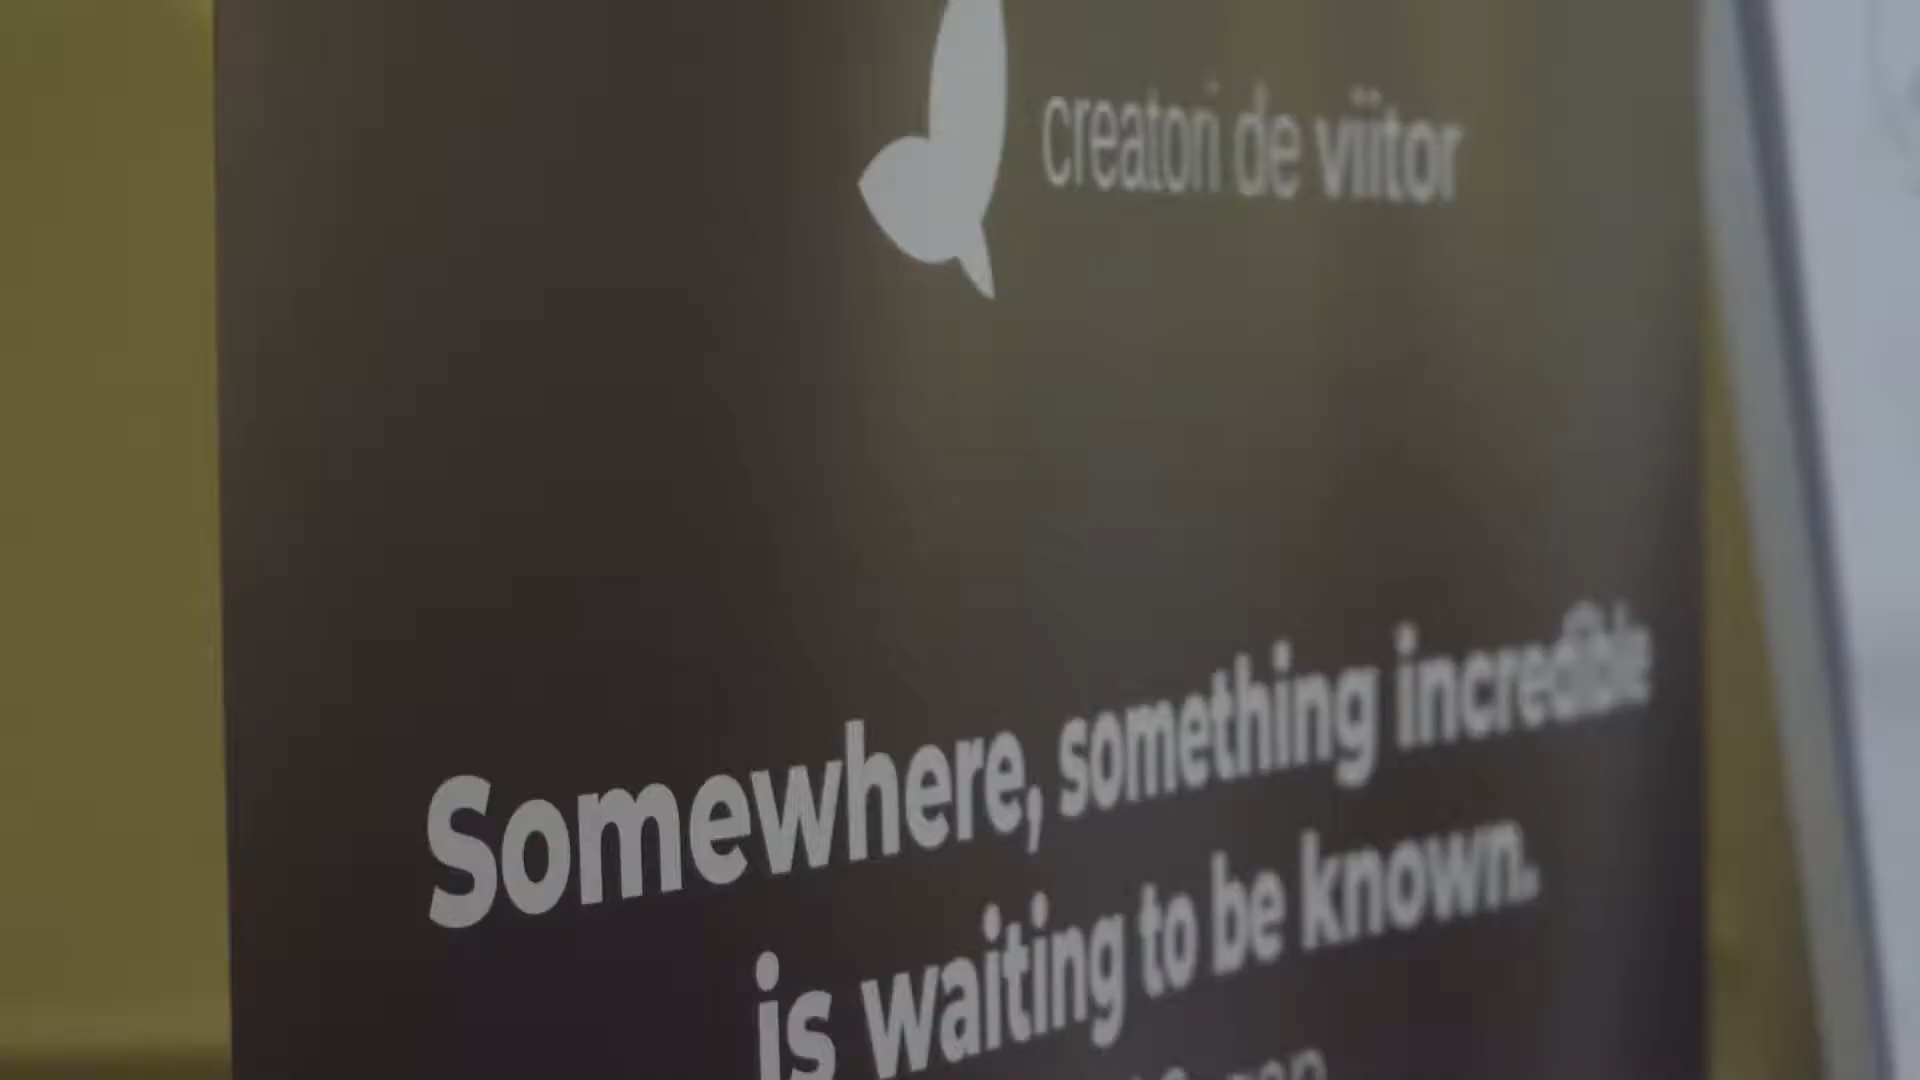 creatori de viitor
Somewhere, something incredible
is waiting to be known.